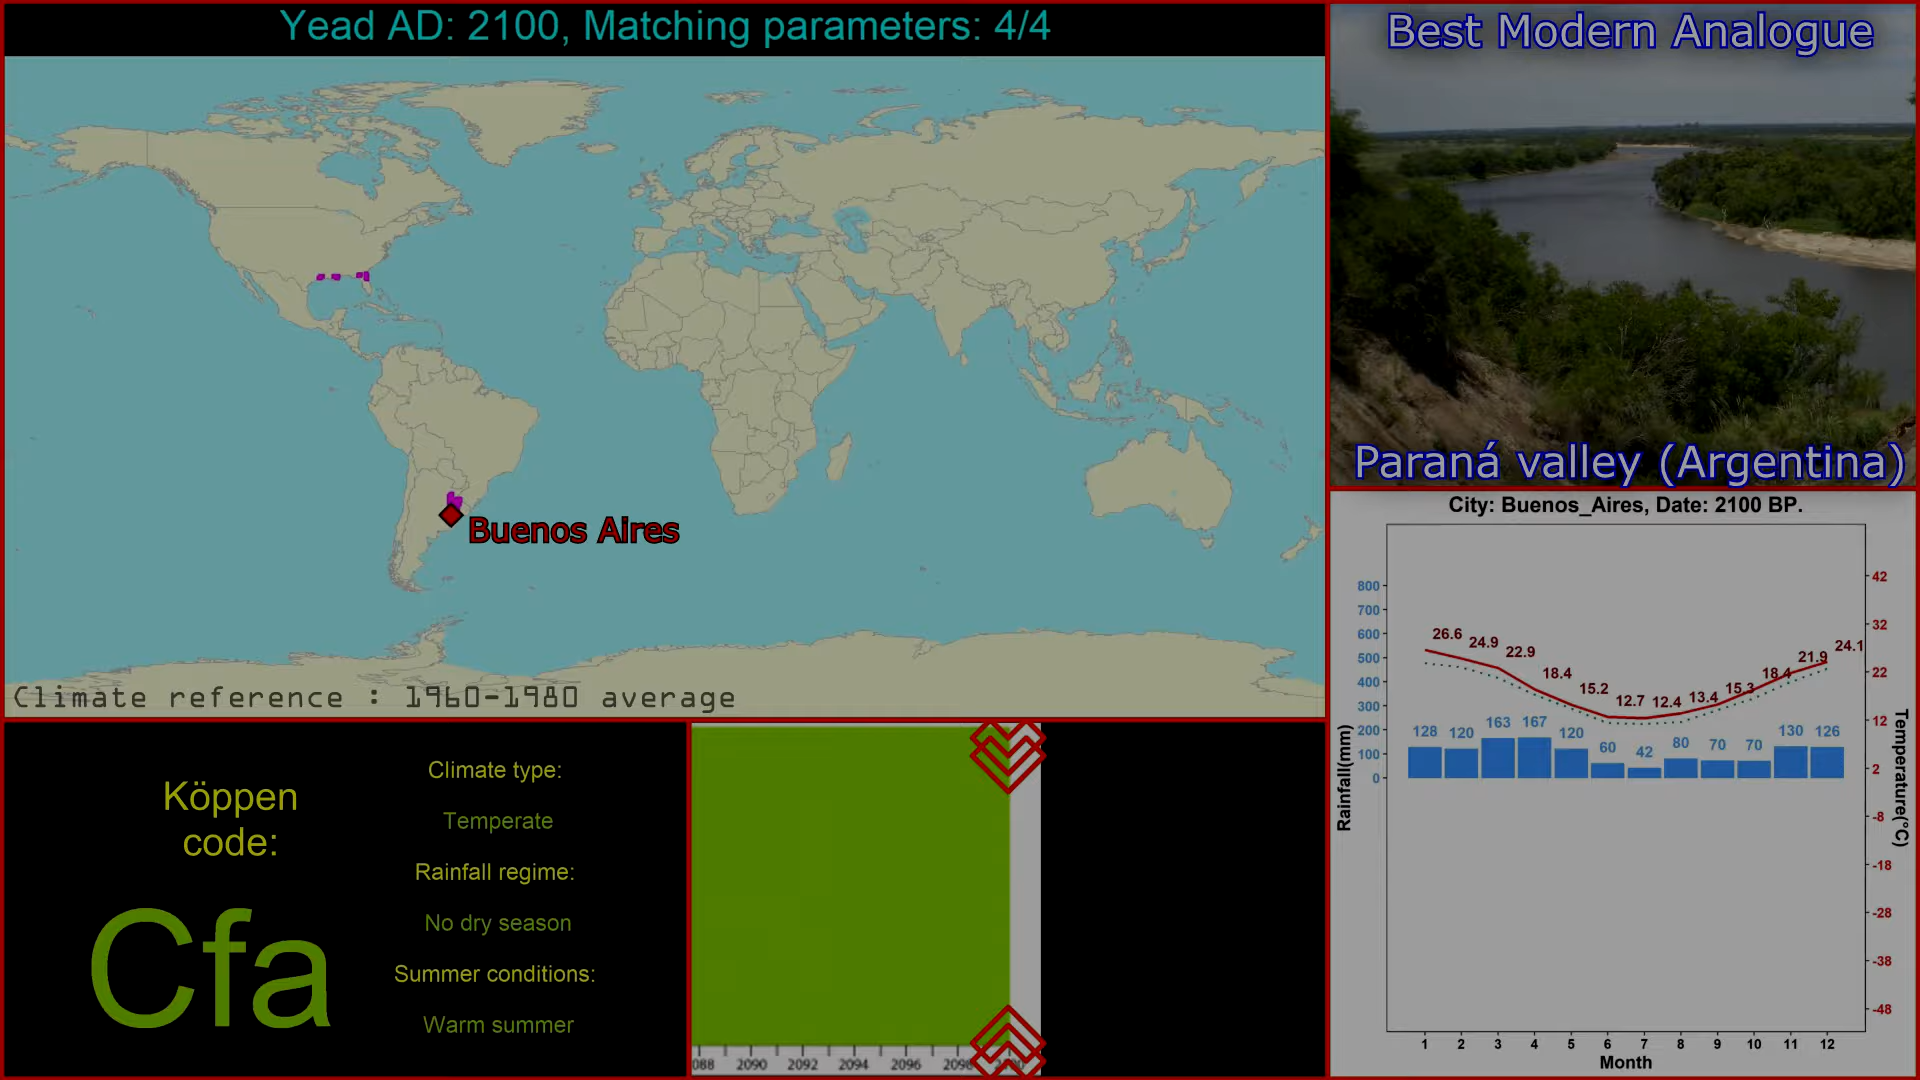 Yead AD: 2100, Matching parameters: 4/4
Buenos Aires
Climate reference : 1960-1980 average
Best Modern Analogue
Paraná valley (Argentina)
City: Buenos_Aires, Date: 2100 BP.
Rainfall(mm)
800
700
600
500
400
300
200
100
0
26.6 24.9 22.9 18.4 15.2 12.7 12.4 13.4 15.3 18.4 21.9 24.1
128 120 163 167 120 60 42 80 70 70 130 126
42
32
22
12
2
-8
-18
-28
-38
-48
Temperature(°C)
1 2 3 4 5 6 7 8 9 10 11 12
Month
Köppen
code:
Cfa
Climate type:
Temperate
Rainfall regime:
No dry season
Summer conditions:
Warm summer
088 2090 2092 2094 2096 2098 2100